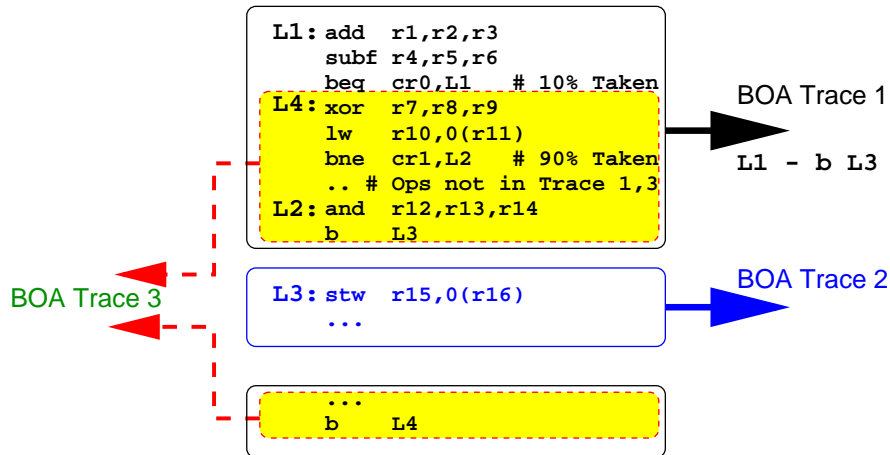 L1: add r1,r2,r3
subf r4,r5,r6
beq cr0,L1 # 10% Taken
L4: xor r7,r8,r9
lw r10,0(r11)
bne cr1,L2 # 90% Taken
.. # Ops not in Trace 1,3
L2: and r12,r13,r14
b L3
BOA Trace 1
L1 - b L3
L3: stw r15,0(r16)
...
BOA Trace 2
BOA Trace 3
...
b L4